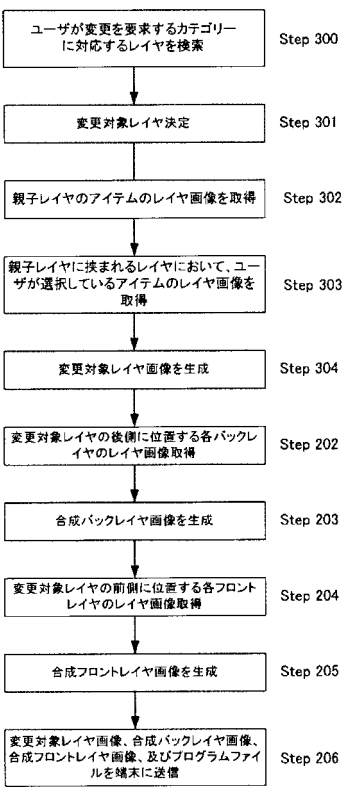 ユーザが変更を要求するカテゴリー
に対応するレイヤを検索
Step 300
変更対象レイヤ決定
Step 301
親子レイヤのアイテムのレイヤ画像を取得
Step 302
親子レイヤに挟まれるレイヤにおいて、ユー
ザが選択しているアイテムのレイヤ画像を
取得
Step 303
変更対象レイヤ画像を生成
Step 304
変更対象レイヤの後側に位置する各バックレ
イヤのレイヤ画像取得
Step 202
合成バックレイヤ画像を生成
Step 203
変更対象レイヤの前側に位置する各フロント
レイヤのレイヤ画像取得
Step 204
合成フロントレイヤ画像を生成
Step 205
変更対象レイヤ画像、合成バックレイヤ画像、
合成フロントレイヤ画像、及びプログラムファイ
ルを端末に送信
Step 206